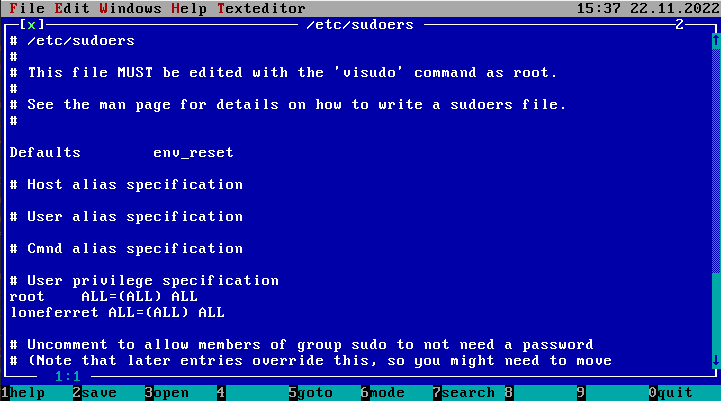 File Edit Windows Help Texteditor 15:37 22.11.2022
[x] /etc/sudoers 2
# /etc/sudoers
#
# This file MUST be edited with the 'visudo' command as root.
#
# See the man page for details on how to write a sudoers file.
#
Defaults env_reset
# Host alias specification
# User alias specification
# Cmnd alias specification
# User privilege specification
root ALL=(ALL) ALL
loneferret ALL=(ALL) ALL
# Uncomment to allow members of group sudo to not need a password
# (Note that later entries override this, so you might need to move
1:1
1help 2save 3open 4 5goto 6mode 7search 8 9 0quit